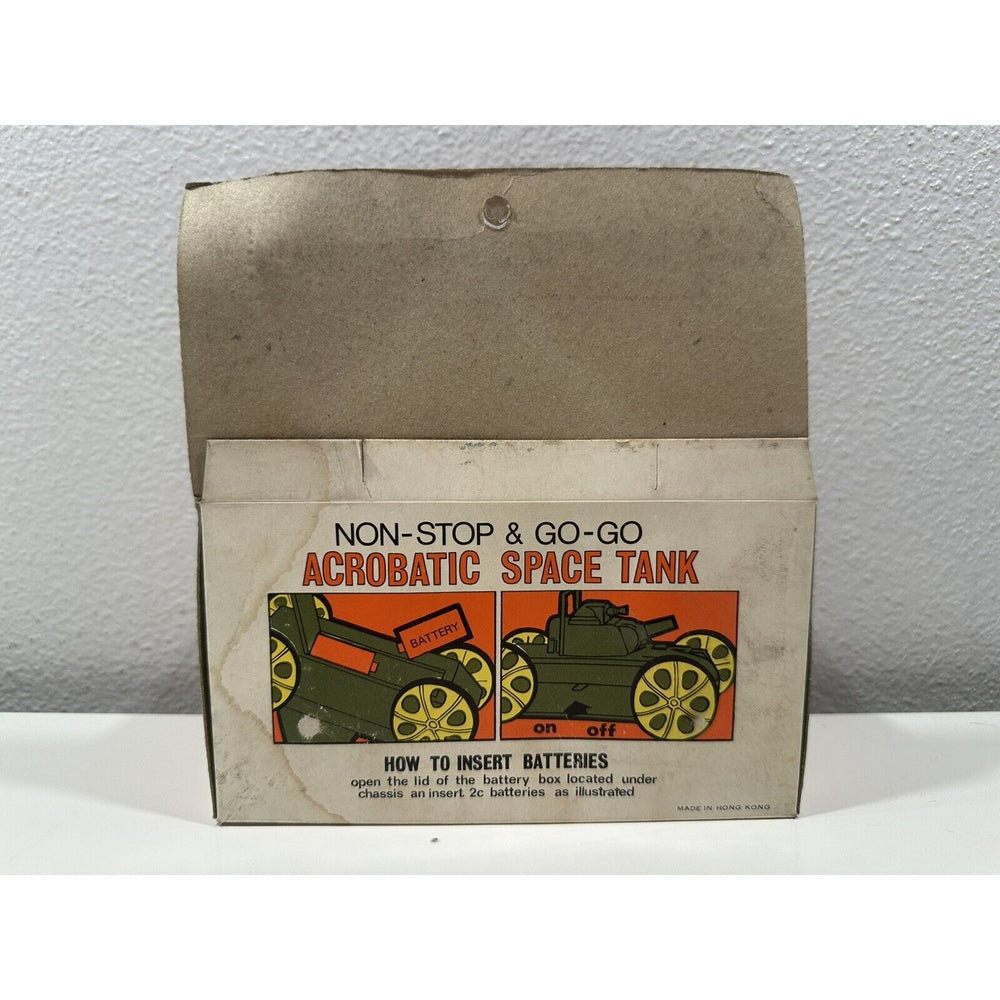 NON-STOP & GO-GO
ACROBATIC SPACE TANK
BATTERY
on off
HOW TO INSERT BATTERIES
open the lid of the battery box located under
chassis an insert 2c batteries as illustrated
MADE IN HONG KONG